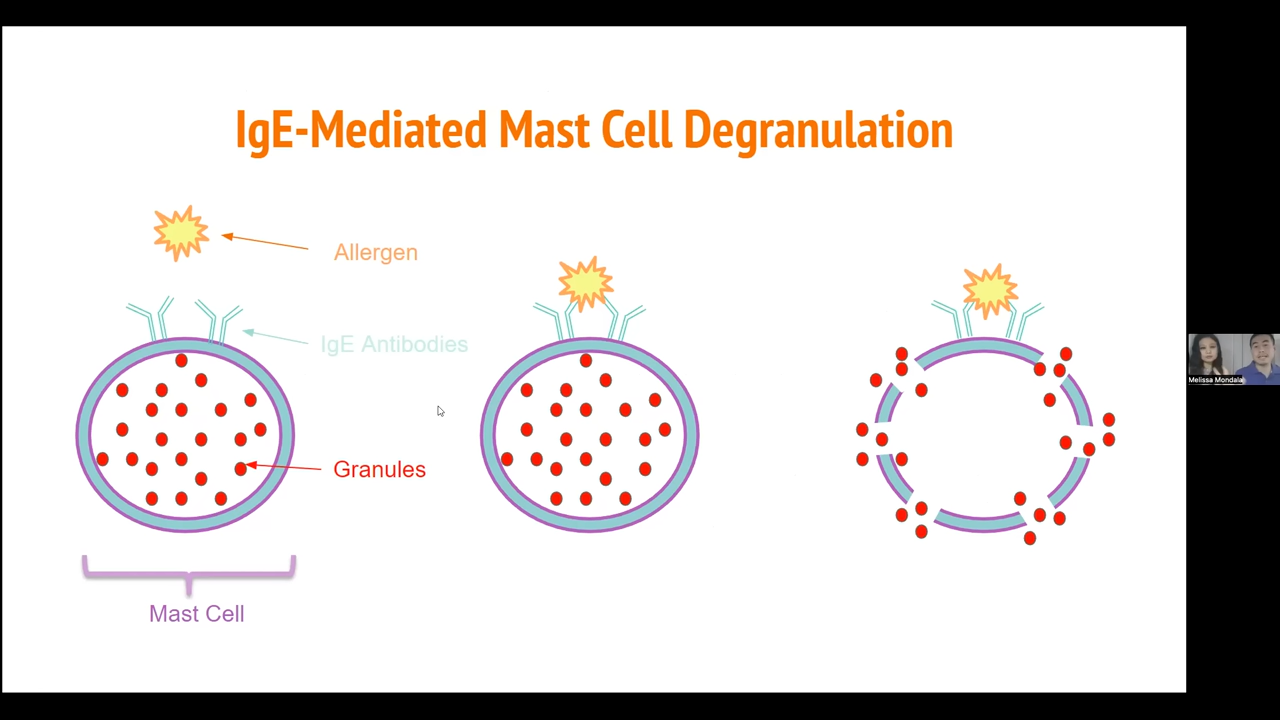 IgE-Mediated Mast Cell Degranulation
Allergen
IgE Antibodies
Granules
Mast Cell
Melissa Mondala